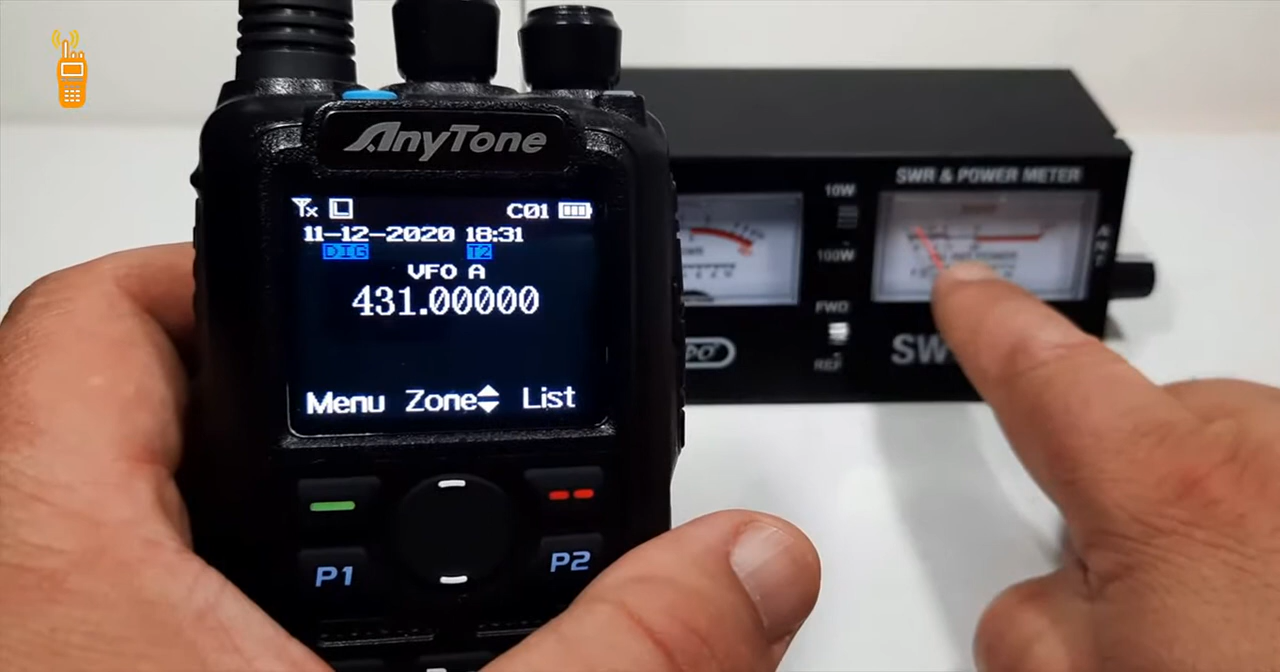 AnyTone
C01
11-12-2020 18:31
DIG T2
VFO A
431.00000
Menu Zone List
P1 P2
SWR & POWER METER
10W
100W
FWD
REF
SW